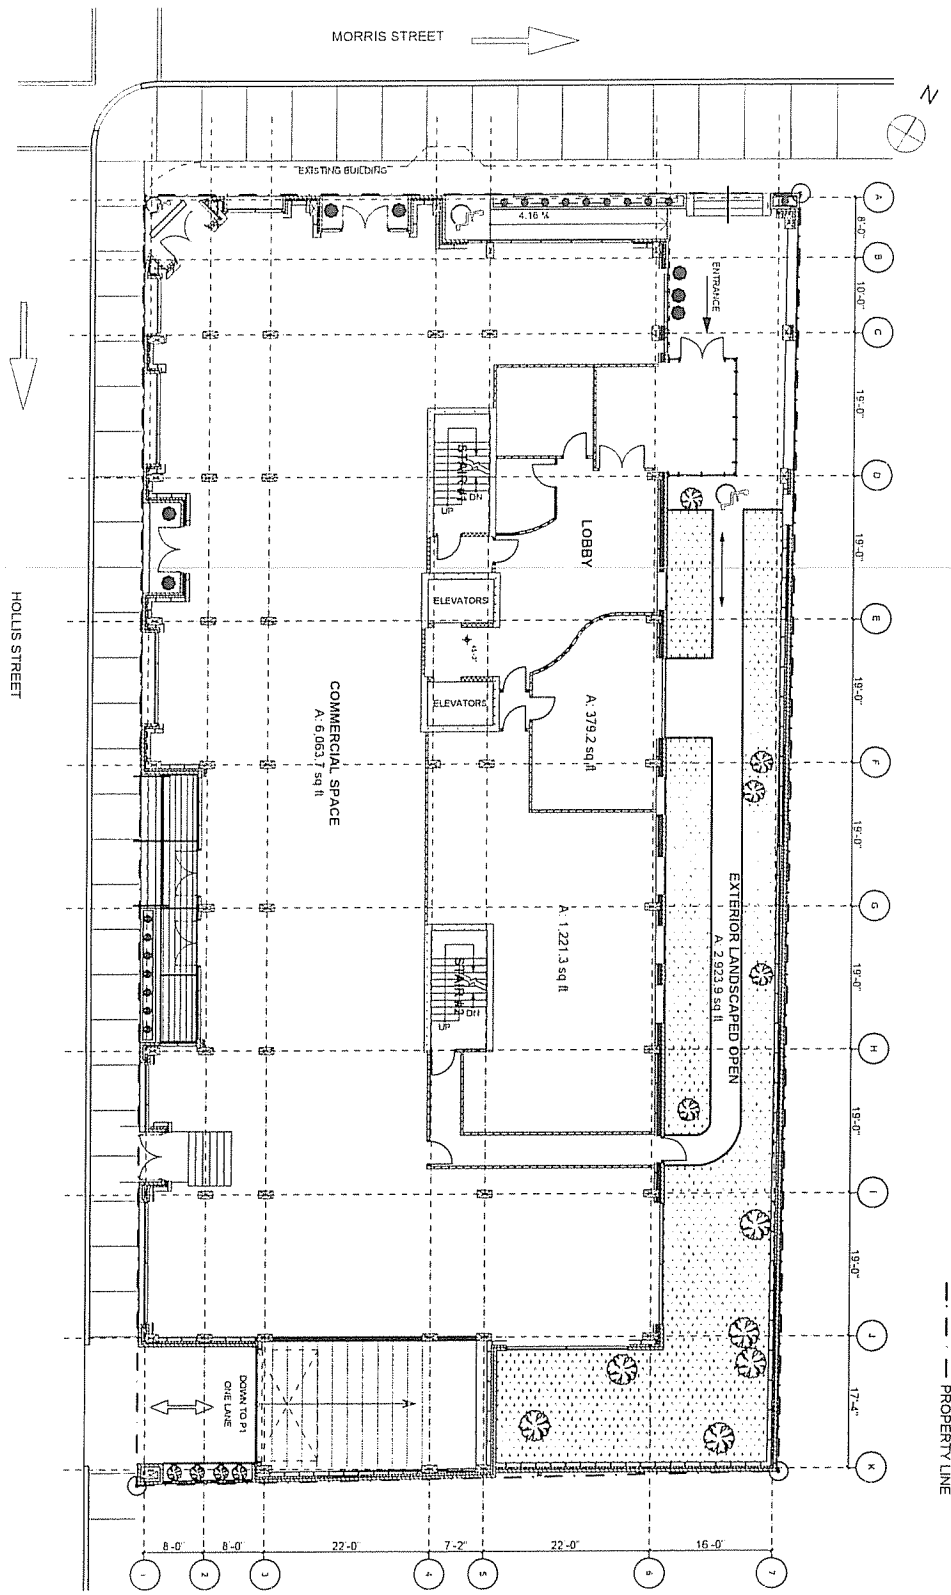 MORRIS STREET
N
EXISTING BUILDING
A
4.16 %
8'-0"
B
ENTRANCE
10'-0"
C
19'-0"
D
STAIR #1
DN
UP
LOBBY
19'-0"
ELEVATORS
E
HOLLIS STREET
COMMERCIAL SPACE
A: 6,063.7 sq ft
ELEVATORS
A: 379.2 sq ft
19'-0"
F
19'-0"
EXTERIOR LANDSCAPED OPEN
A: 2,923.9 sq ft
G
A: 1,221.3 sq ft
STAIR #2
DN
UP
19'-0"
H
19'-0"
I
19'-0"
J
DOWN TO P1
ONE LANE
17'-4"
K
PROPERTY LINE
8'-0"
8'-0"
22'-0"
7'-2"
22'-0"
16'-0"
1
2
3
4
5
6
7